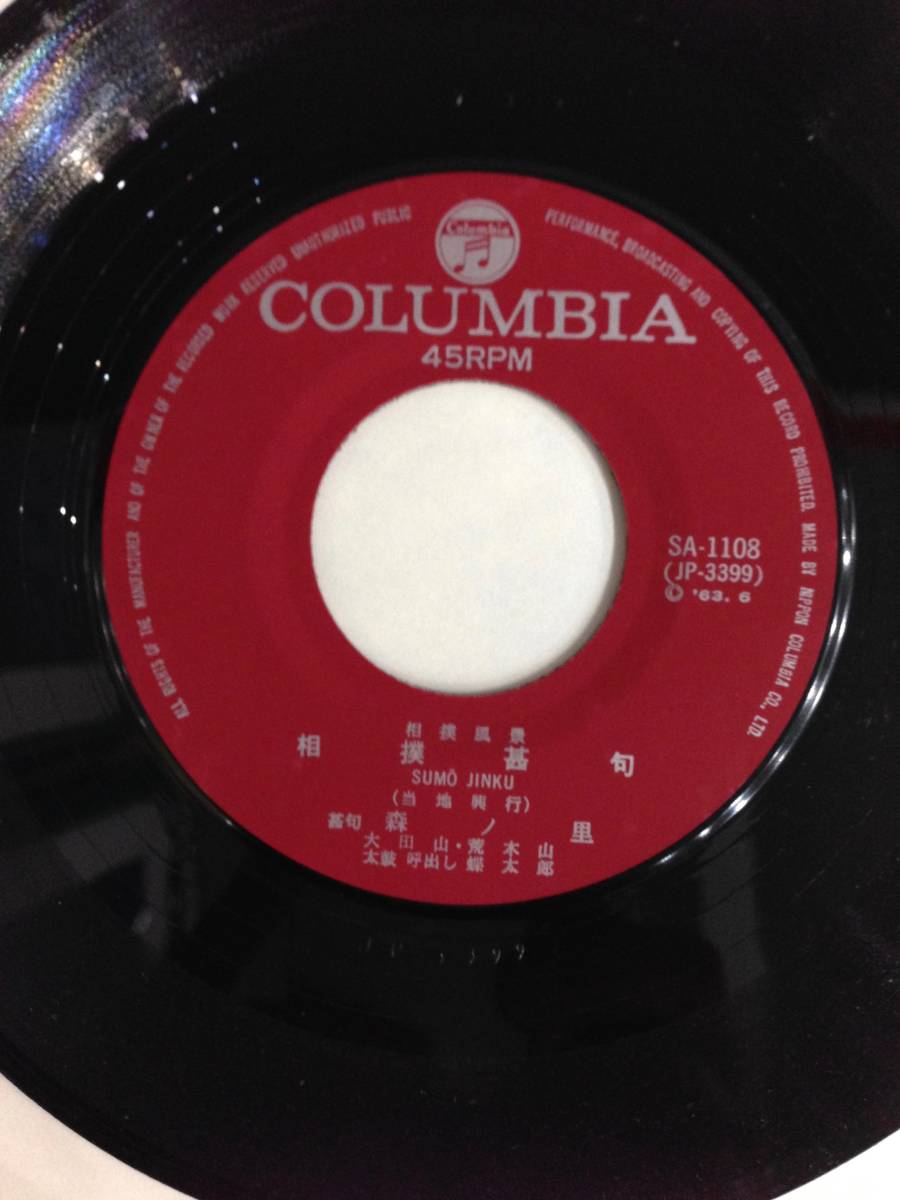 ALL RIGHTS OF THE MANUFACTURER AND OF THE OWNER OF THE RECORDED WORK RESERVED UNAUTHORIZED PUBLIC PERFORMANCE, BROADCASTING AND COPYING OF THIS RECORD PROHIBITED. MADE BY NIPPON COLUMBIA CO., LTD.
Columbia
COLUMBIA
45RPM
SA-1108
(JP-3399)
Ⓒ '63. 6
相撲風景
相撲甚句
SUMŌ JINKU
(当地興行)
甚句 森ノ里
大田山・荒木山
太鼓 呼出し 蝶太郎